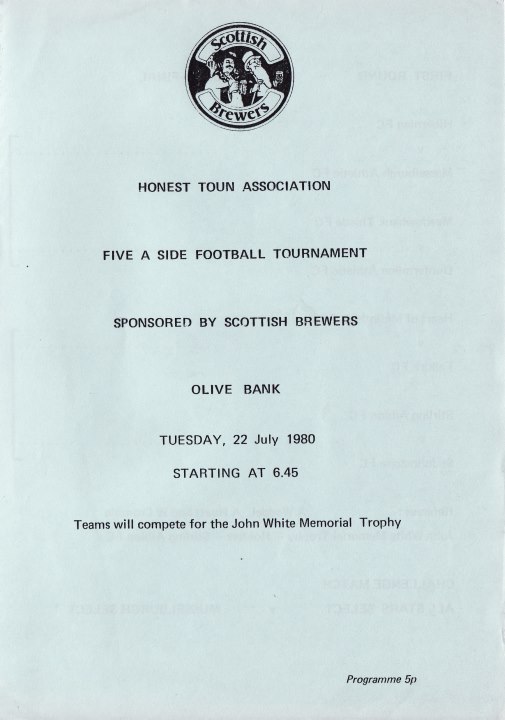 Scottish
Brewers
HONEST TOUN ASSOCIATION
FIVE A SIDE FOOTBALL TOURNAMENT
SPONSORED BY SCOTTISH BREWERS
OLIVE BANK
TUESDAY, 22 July 1980
STARTING AT 6.45
Teams will compete for the John White Memorial Trophy
Programme 5p